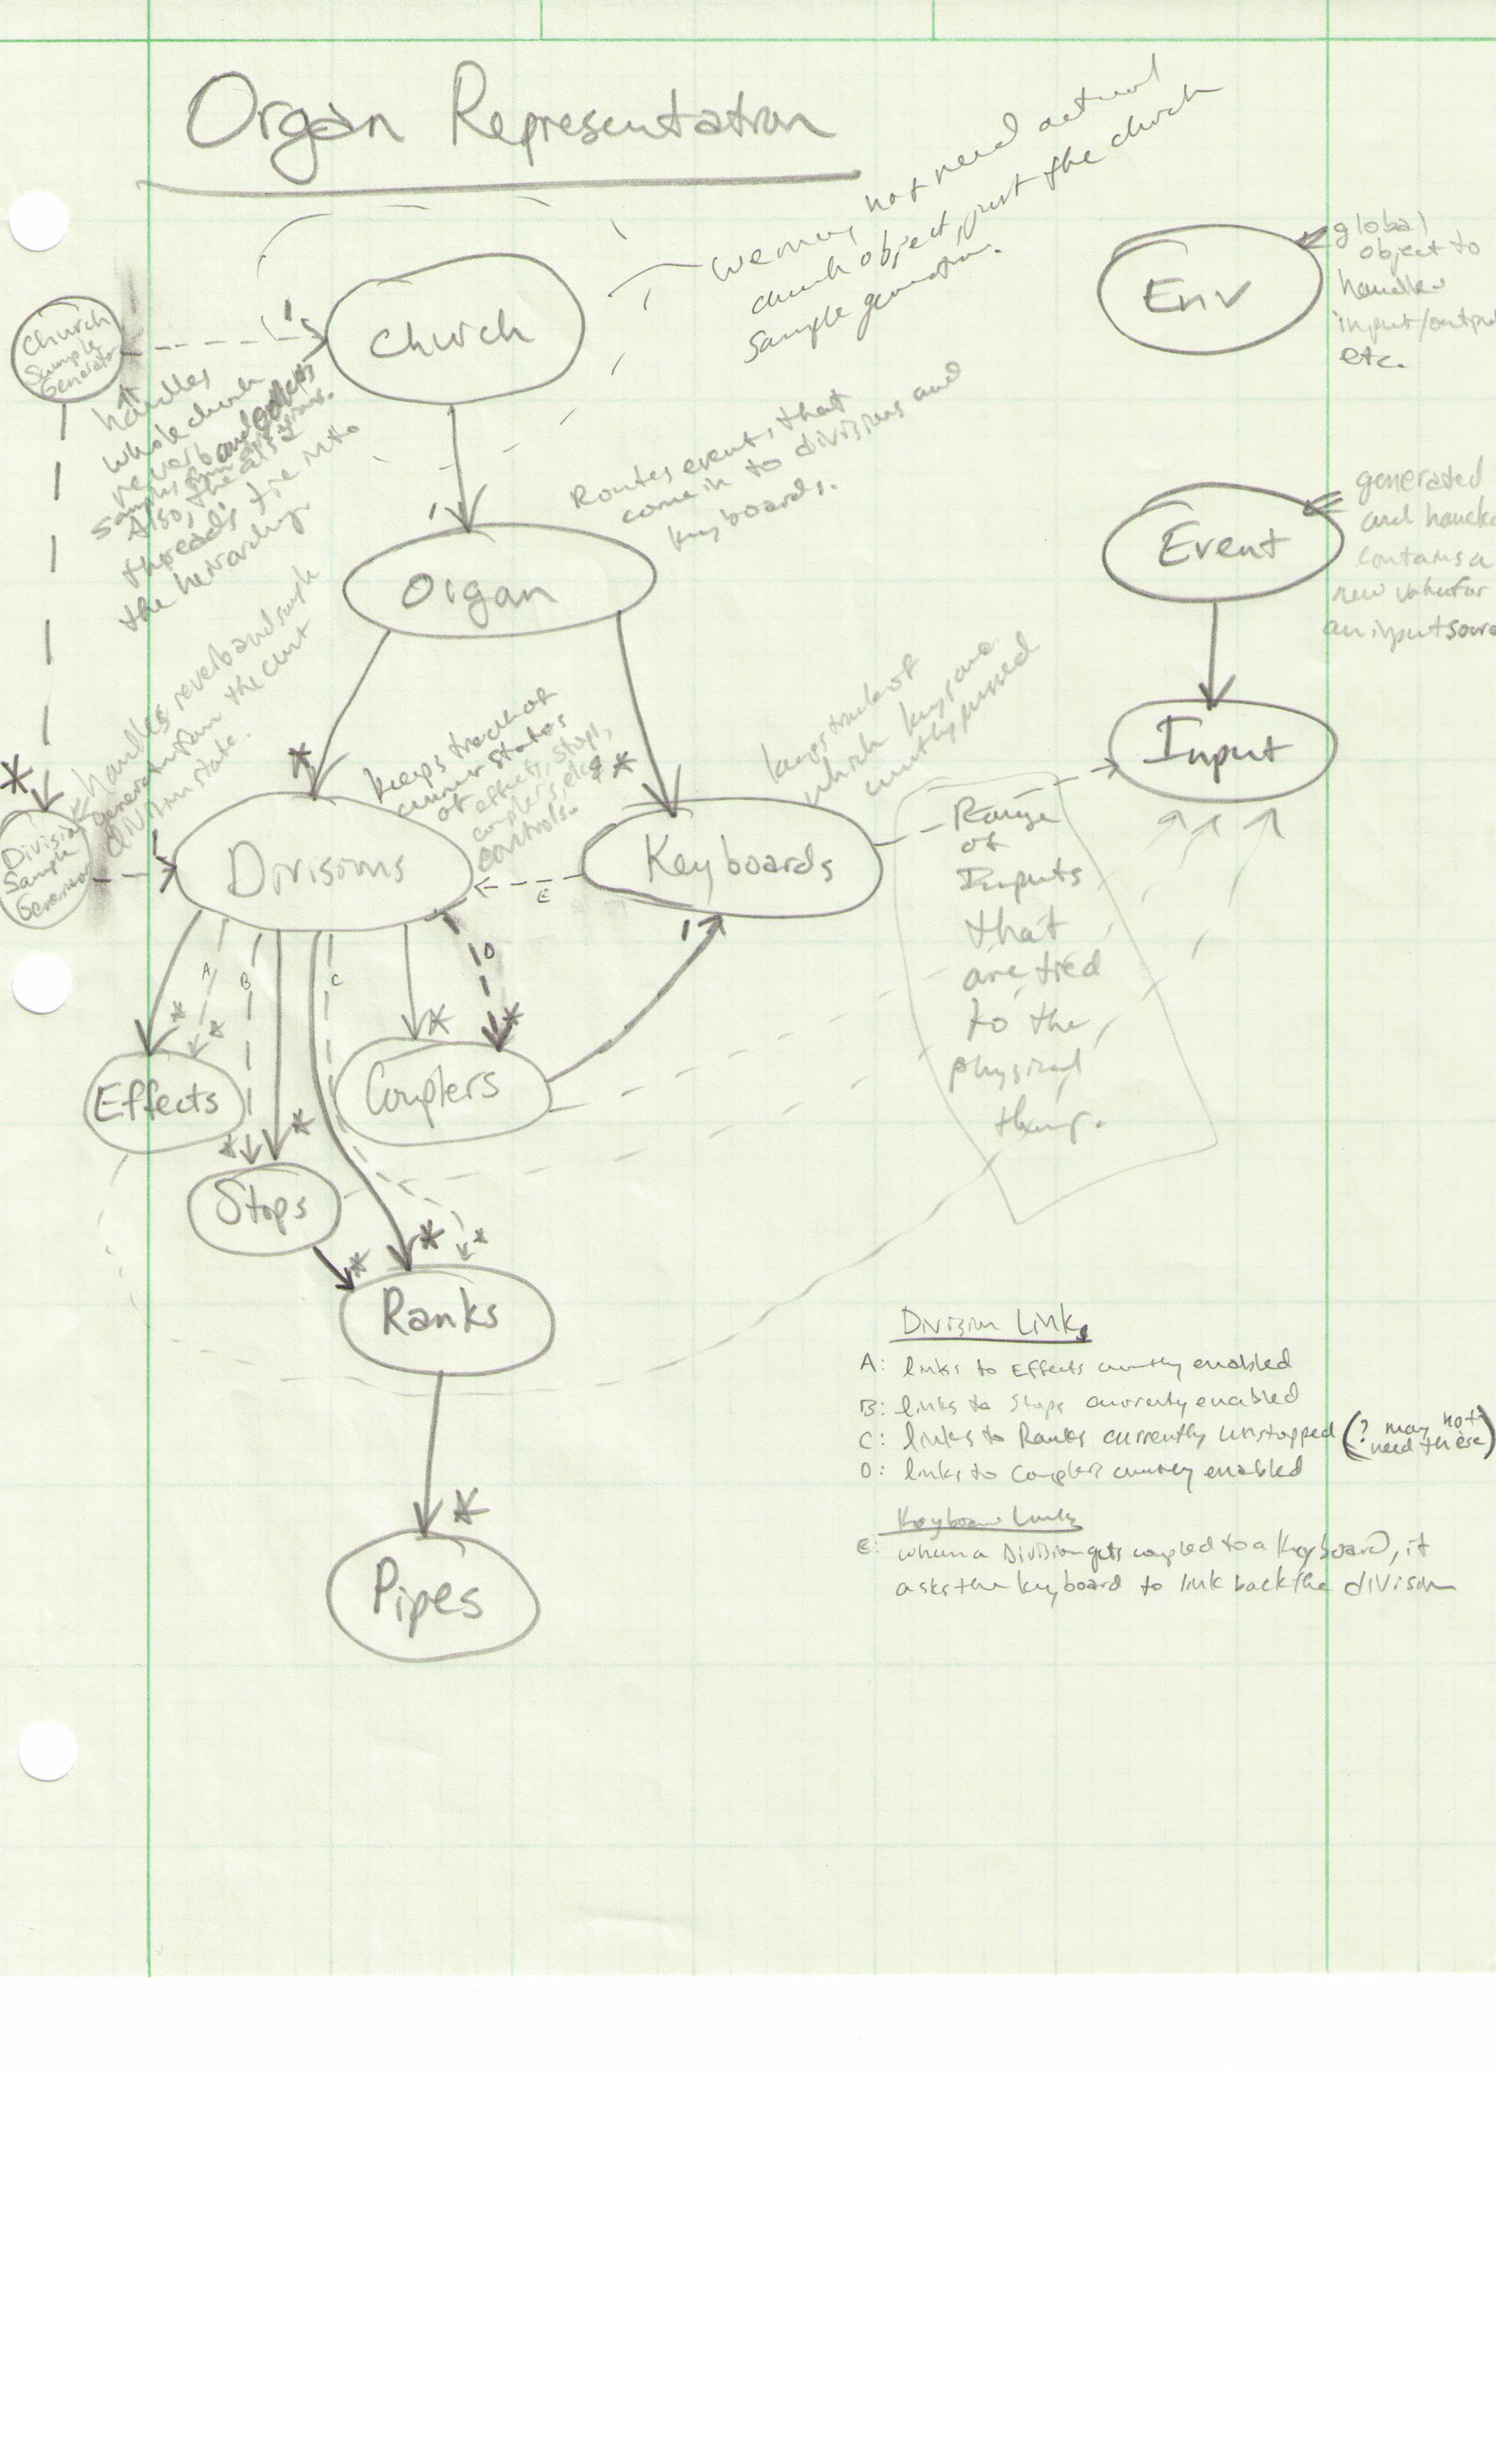 Organ Representation
We may not need actual
church object, just the church
sample generation.
Church
Sample
Generator
1
Church
handles
whole church
reverb and collects
samples from divisions.
Also, these are
threads, tie into
the heirarchy.
1
Organ
Routes events that
come in to divisions and
keyboards.
Env
global
object to
handle
input/output
etc.
Event
generated
and handled
contains a
new value for
an input source
Input
*
Division
Sample
Generator
handles reverb and sample
generation from the current
division state.
1
*
Divisions
keeps track of
current states
of effects, stops,
couplers, etc
controls.
E
*
Keyboards
keeps track of
which keys are
currently pressed
Range
of
Inputs
that
are tied
to the
physical
thing.
A
B
C
D
1
*
*
*
*
Effects
Couplers
*
*
Stops
*
*
*
Ranks
*
Pipes
Division Links
A: links to Effects currently enabled
B: links to Stops currently enabled
C: links to Ranks currently unstopped (? may not
need these)
D: links to Couplers currently enabled
Keyboard Links
E: when a Division gets coupled to a Keyboard, it
asks the keyboard to link back the division